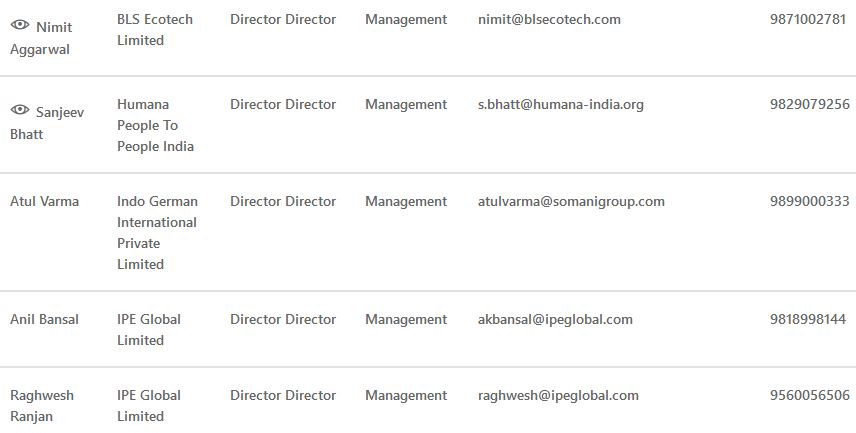 Nimit Aggarwal BLS Ecotech Limited Director Director Management nimit@blsecotech.com 9871002781
Sanjeev Bhatt Humana People To People India Director Director Management s.bhatt@humana-india.org 9829079256
Atul Varma Indo German International Private Limited Director Director Management atulvarma@somanigroup.com 9899000333
Anil Bansal IPE Global Limited Director Director Management akbansal@ipeglobal.com 9818998144
Raghwesh Ranjan IPE Global Limited Director Director Management raghwesh@ipeglobal.com 9560056506